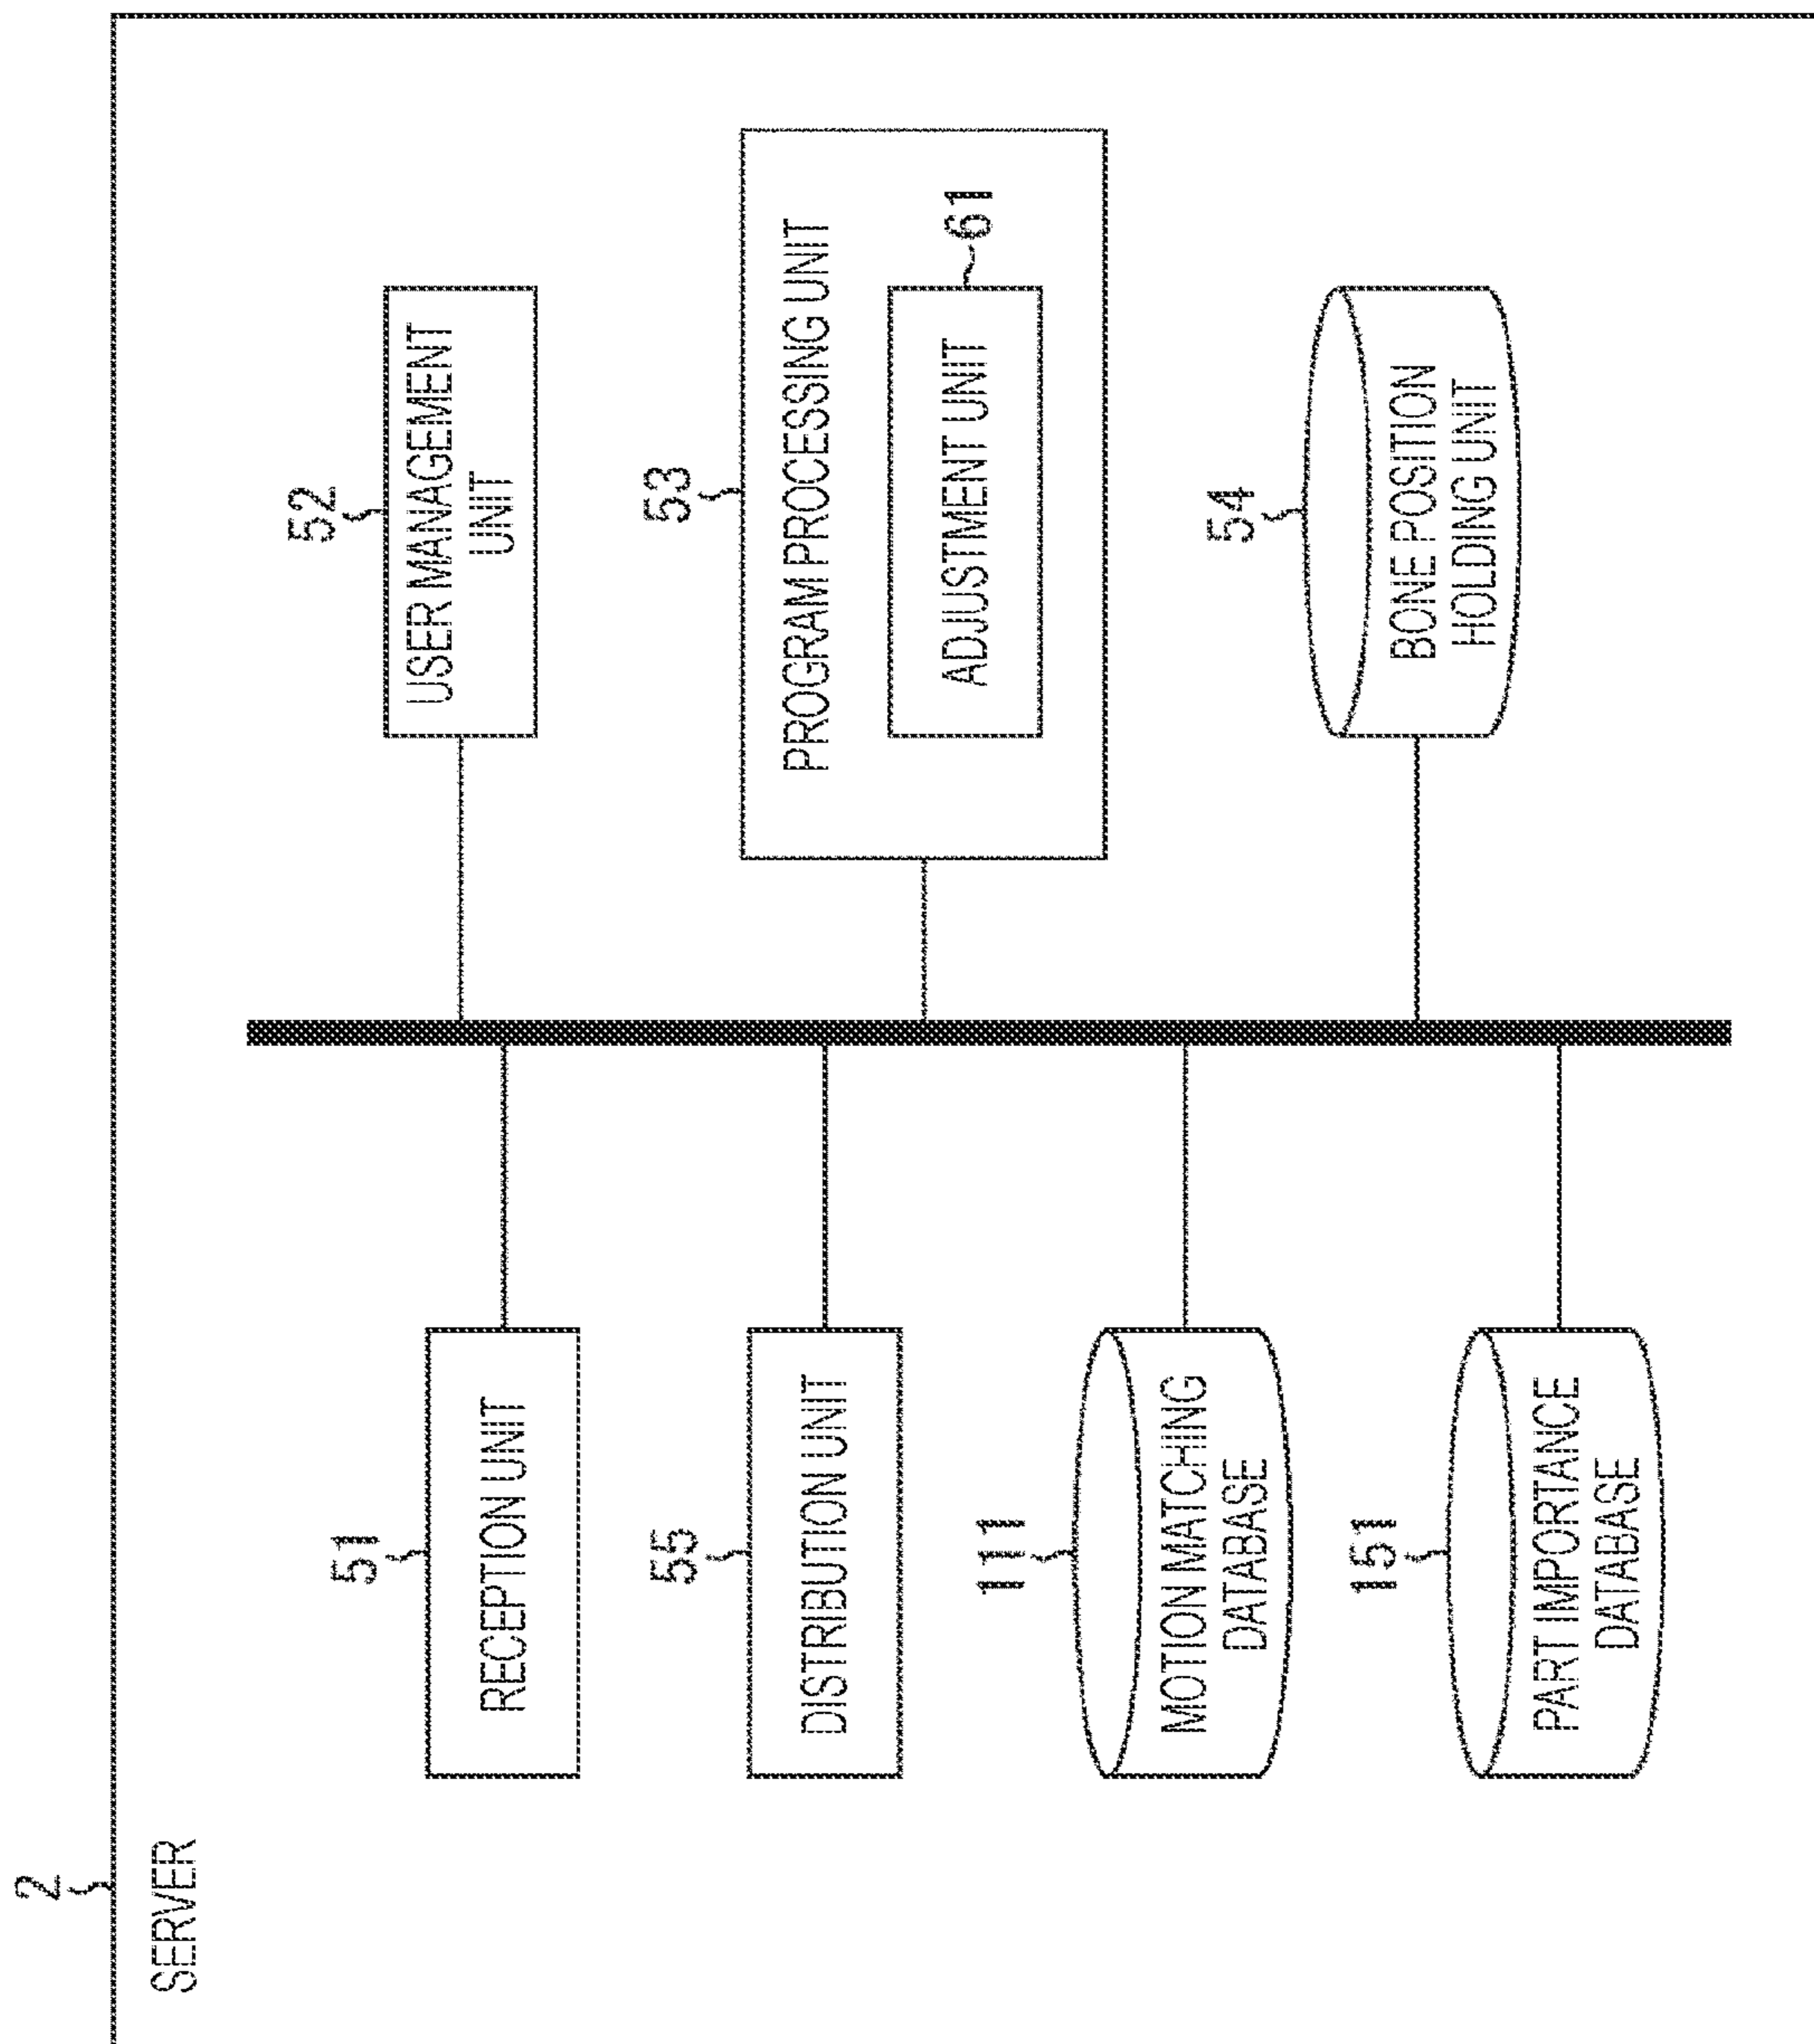 2
SERVER
51
RECEPTION UNIT
52
USER MANAGEMENT
UNIT
55
DISTRIBUTION UNIT
53
PROGRAM PROCESSING UNIT
ADJUSTMENT UNIT
61
111
MOTION MATCHING
DATABASE
54
BONE POSITION
HOLDING UNIT
151
PART IMPORTANCE
DATABASE